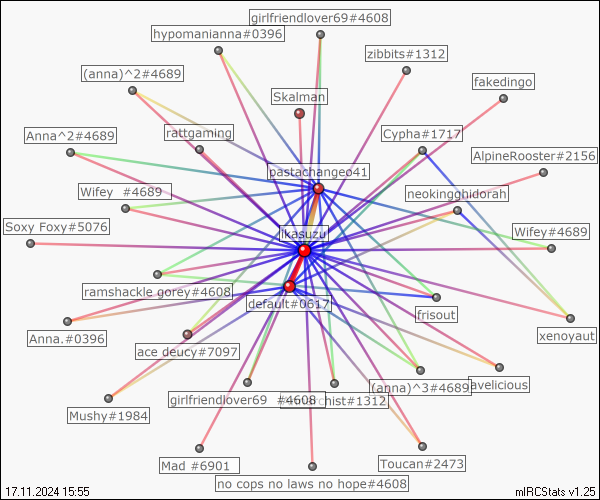 girlfriendlover69#4608
hypomanianna#0396
zibbits#1312
(anna)^2#4689
fakedingo
Skalman
Anna^2#4689
rattgaming
Cypha#1717
AlpineRooster#2156
pastachangeo41
Wifey #4689
neokingghidorah
Soxy Foxy#5076
likasuzu
Wifey#4689
ramshackle.gorey#4608
default#0617
frisout
Anna.#0396
ace deucy#7097
xenoyaut
(anna)^3#4689
avelicious
girlfriendlover69 #4608
chist#1312
Mushy#1984
Mad #6901
Toucan#2473
no cops no laws no hope#4608
17.11.2024 15:55
mIRCStats v1.25